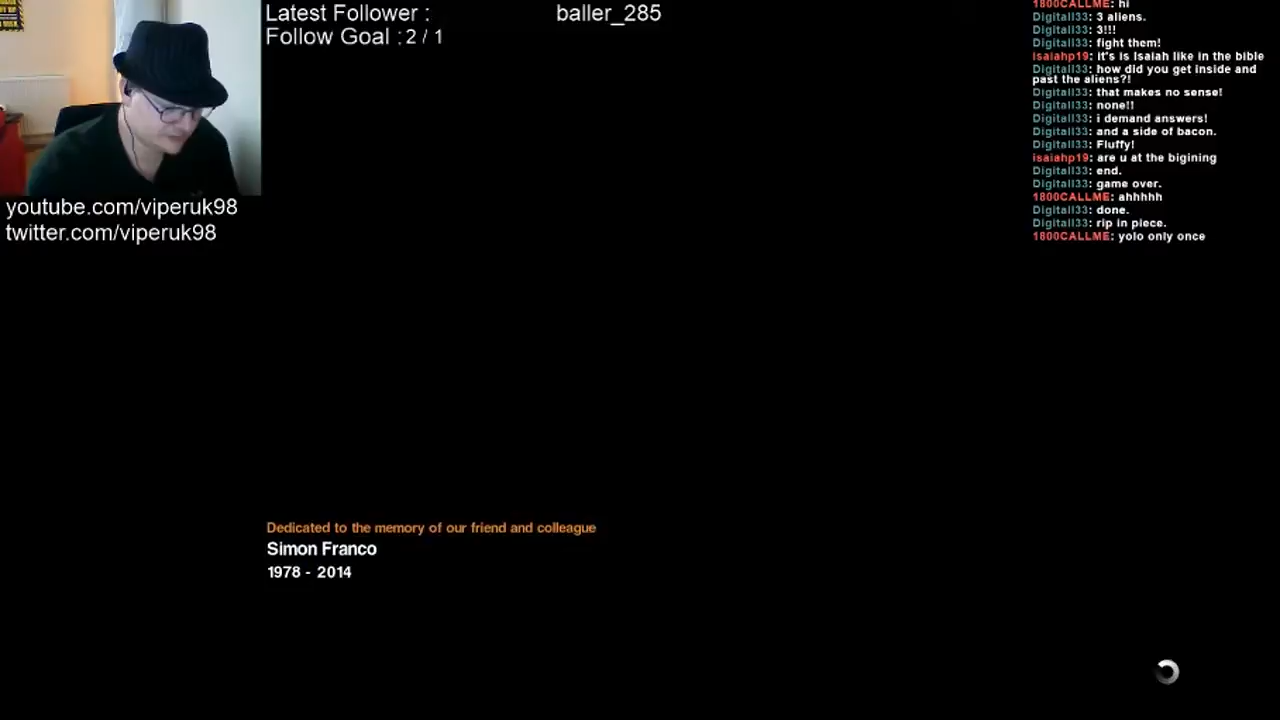 Latest Follower : baller_285
Follow Goal : 2 / 1
youtube.com/viperuk98
twitter.com/viperuk98
1800CALLME: hi
Digitall33: 3 aliens.
Digitall33: 3!!!
Digitall33: fight them!
isaiahp19: it's is Isaiah like in the bible
Digitall33: how did you get inside and
past the aliens?!
Digitall33: that makes no sense!
Digitall33: none!!
Digitall33: i demand answers!
Digitall33: and a side of bacon.
Digitall33: Fluffy!
isaiahp19: are u at the bigining
Digitall33: end.
Digitall33: game over.
1800CALLME: ahhhhh
Digitall33: done.
Digitall33: rip in piece.
1800CALLME: yolo only once
Dedicated to the memory of our friend and colleague
Simon Franco
1978 - 2014